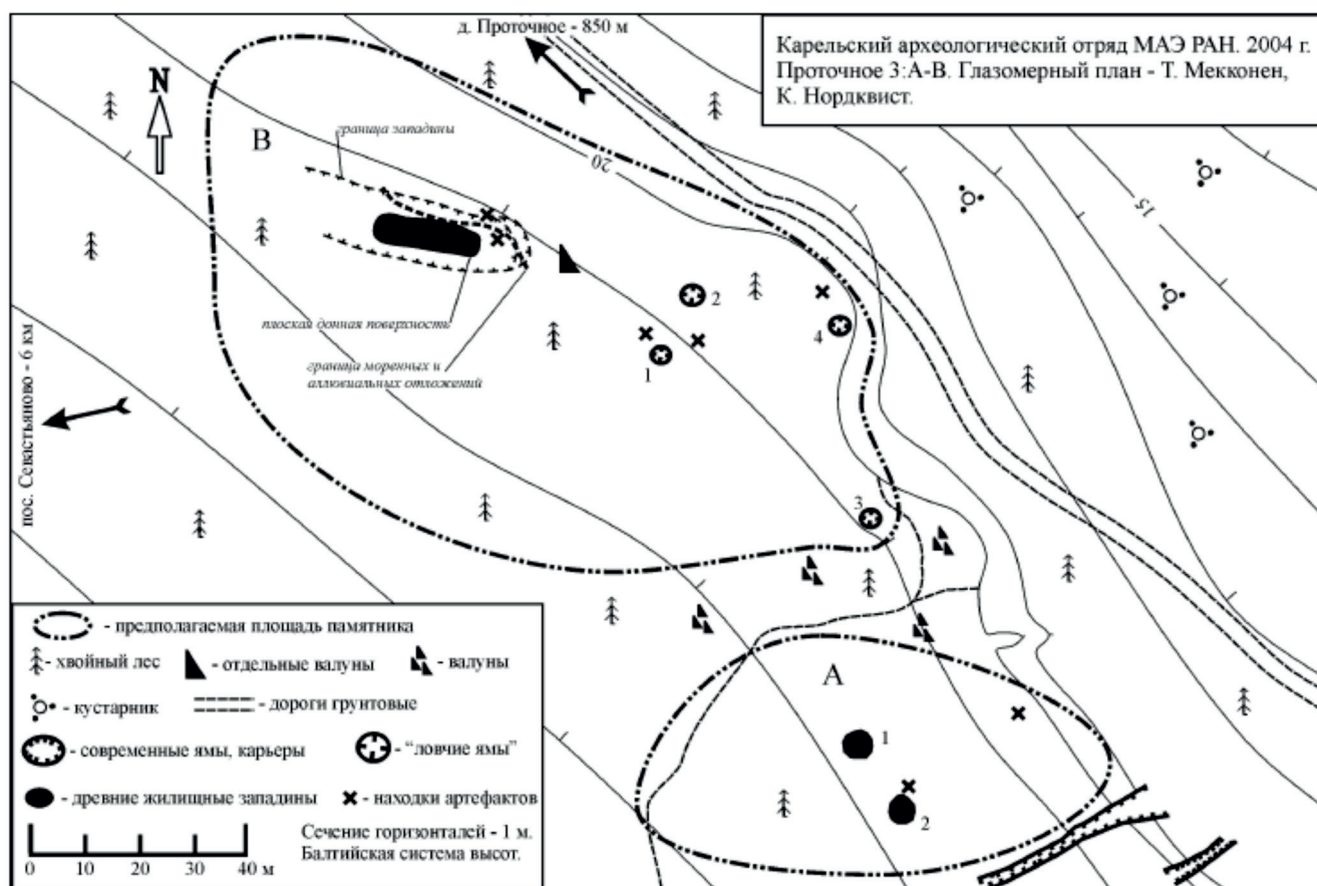 д. Проточное - 850 м
Карельский археологический отряд МАЭ РАН. 2004 г.
Проточное 3:А-В. Глазомерный план - Т. Мекконен,
К. Нордквист.
N
В
граница западины
20
15
2
4
1
плоская донная поверхность
граница моренных и
аллювиальных отложений
пос. Севастьяново - 6 км
3
А
1
2
- предполагаемая площадь памятника
- хвойный лес
- отдельные валуны
- валуны
- кустарник
- дороги грунтовые
- современные ямы, карьеры
- "ловчие ямы"
- древние жилищные западины
- находки артефактов
Сечение горизонталей - 1 м.
Балтийская система высот.
0 10 20 30 40 м